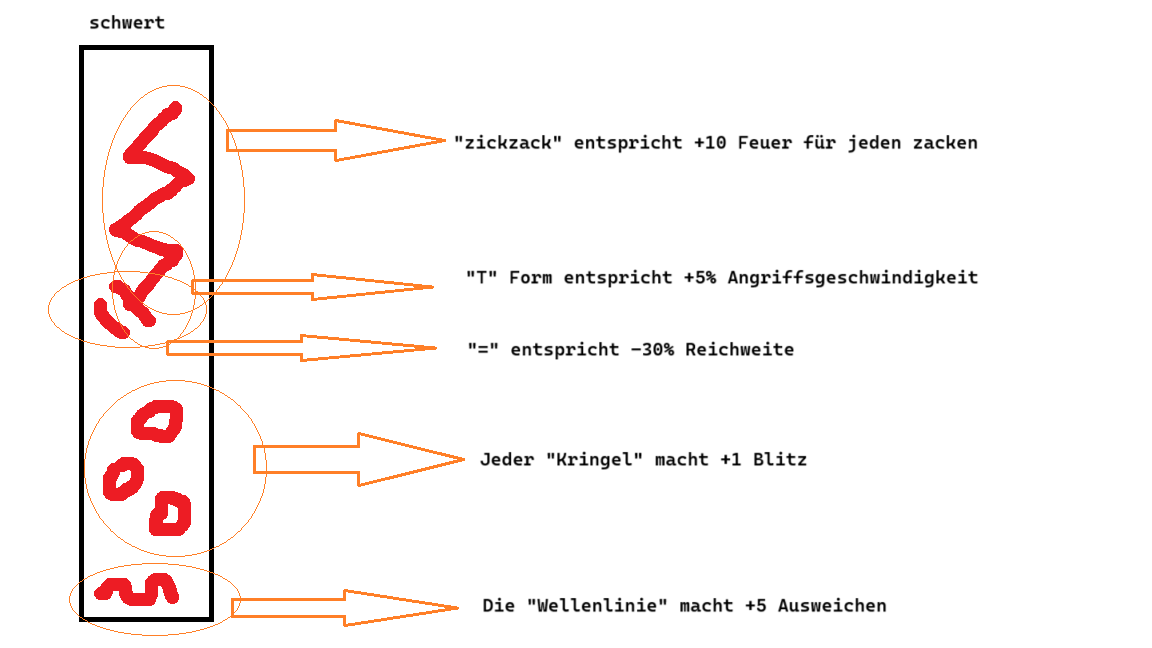 schwert
"zickzack" entspricht +10 Feuer für jeden zacken
"T" Form entspricht +5% Angriffsgeschwindigkeit
"=" entspricht -30% Reichweite
Jeder "Kringel" macht +1 Blitz
Die "Wellenlinie" macht +5 Ausweichen